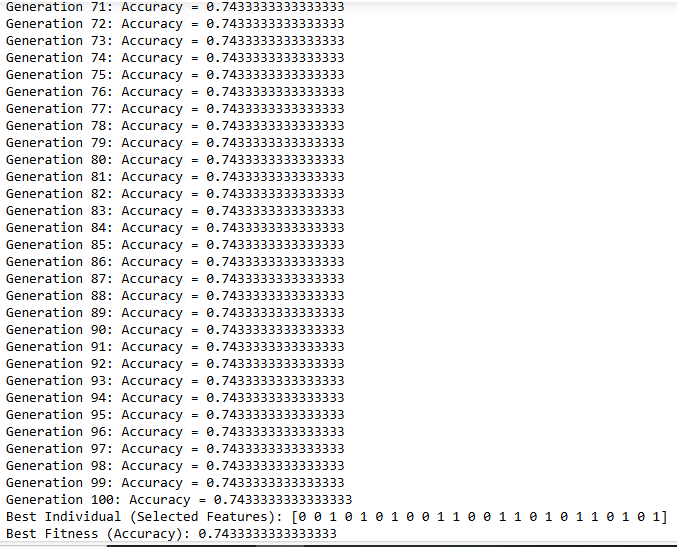 Generation 71: Accuracy = 0.7433333333333333
Generation 72: Accuracy = 0.7433333333333333
Generation 73: Accuracy = 0.7433333333333333
Generation 74: Accuracy = 0.7433333333333333
Generation 75: Accuracy = 0.7433333333333333
Generation 76: Accuracy = 0.7433333333333333
Generation 77: Accuracy = 0.7433333333333333
Generation 78: Accuracy = 0.7433333333333333
Generation 79: Accuracy = 0.7433333333333333
Generation 80: Accuracy = 0.7433333333333333
Generation 81: Accuracy = 0.7433333333333333
Generation 82: Accuracy = 0.7433333333333333
Generation 83: Accuracy = 0.7433333333333333
Generation 84: Accuracy = 0.7433333333333333
Generation 85: Accuracy = 0.7433333333333333
Generation 86: Accuracy = 0.7433333333333333
Generation 87: Accuracy = 0.7433333333333333
Generation 88: Accuracy = 0.7433333333333333
Generation 89: Accuracy = 0.7433333333333333
Generation 90: Accuracy = 0.7433333333333333
Generation 91: Accuracy = 0.7433333333333333
Generation 92: Accuracy = 0.7433333333333333
Generation 93: Accuracy = 0.7433333333333333
Generation 94: Accuracy = 0.7433333333333333
Generation 95: Accuracy = 0.7433333333333333
Generation 96: Accuracy = 0.7433333333333333
Generation 97: Accuracy = 0.7433333333333333
Generation 98: Accuracy = 0.7433333333333333
Generation 99: Accuracy = 0.7433333333333333
Generation 100: Accuracy = 0.7433333333333333
Best Individual (Selected Features): [0 0 1 0 1 0 1 0 0 1 1 0 0 1 1 0 1 0 1 1 0 1 0 1]
Best Fitness (Accuracy): 0.7433333333333333